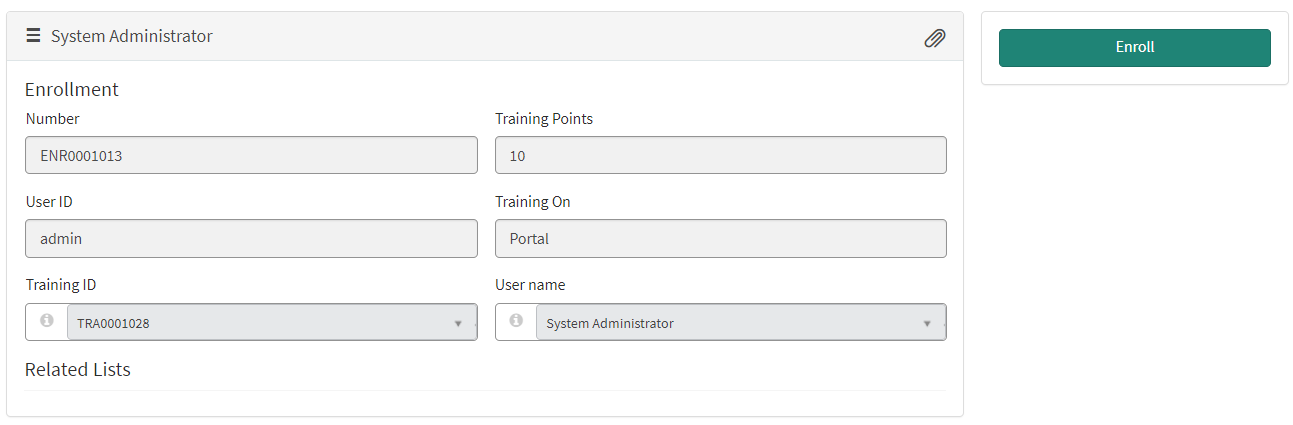 System Administrator
Enroll
Enrollment
Number
Training Points
ENR0001013
10
User ID
Training On
admin
Portal
Training ID
User name
TRA0001028
System Administrator
Related Lists